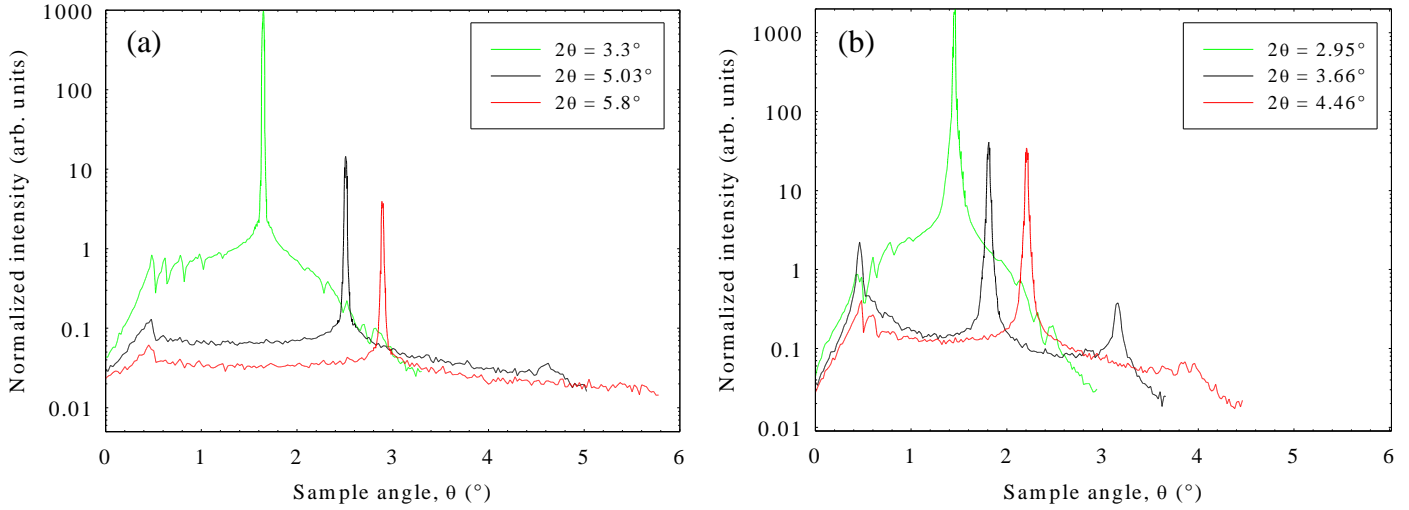 (a)
2θ = 3.3°
2θ = 5.03°
2θ = 5.8°
1000
100
10
1
0.1
0.01
Normalized intensity (arb. units)
0 1 2 3 4 5 6
Sample angle, θ (°)
(b)
2θ = 2.95°
2θ = 3.66°
2θ = 4.46°
1000
100
10
1
0.1
0.01
Normalized intensity (arb. units)
0 1 2 3 4 5 6
Sample angle, θ (°)